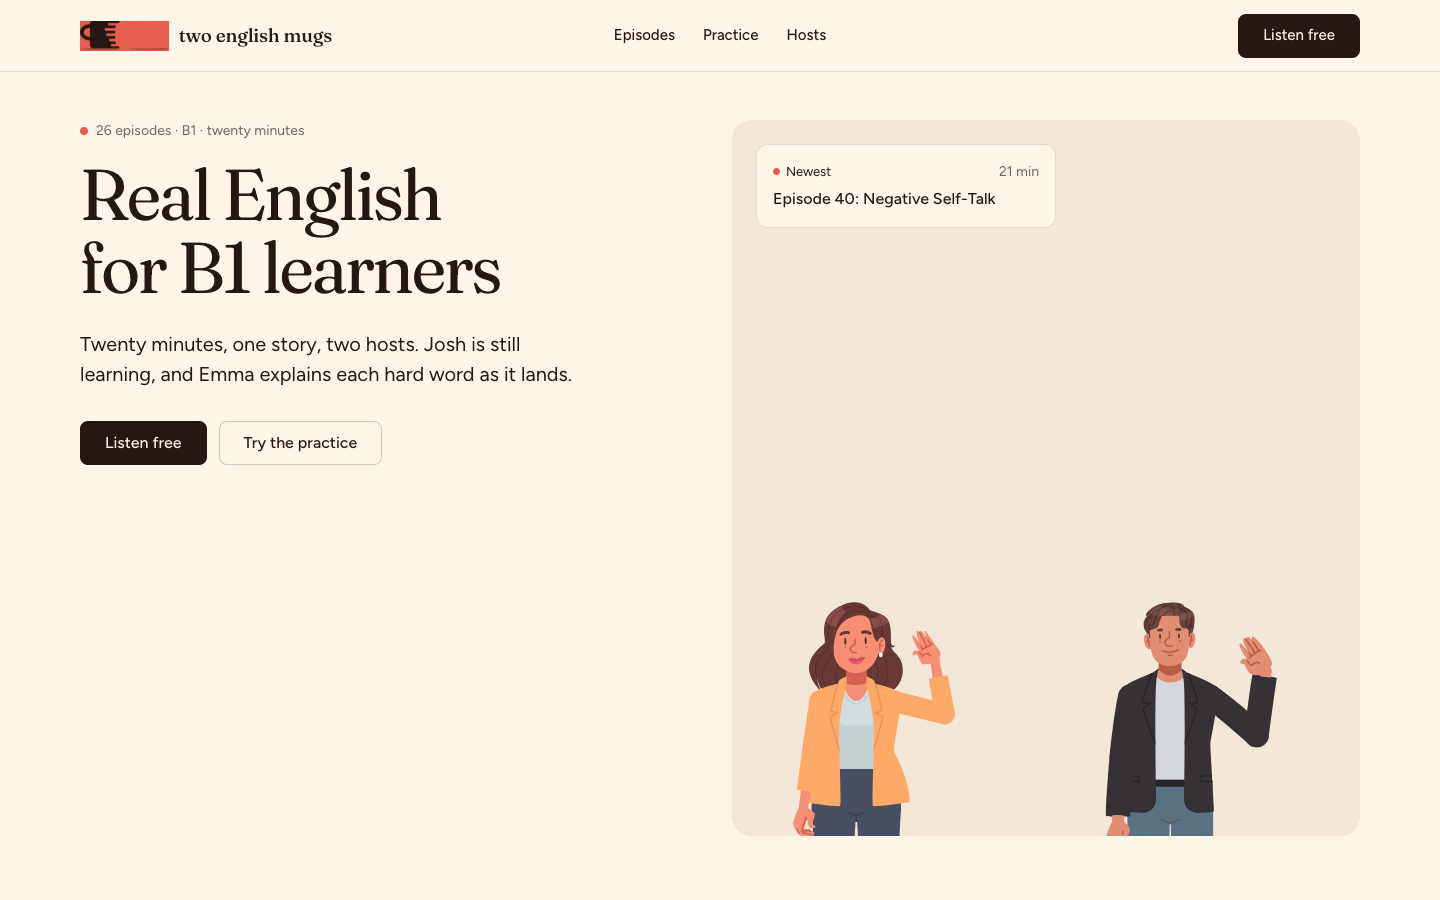 two english mugs
Episodes
Practice
Hosts
Listen free
26 episodes · B1 · twenty minutes
Real English
for B1 learners
Twenty minutes, one story, two hosts. Josh is still
learning, and Emma explains each hard word as it lands.
Listen free
Try the practice
Newest
21 min
Episode 40: Negative Self-Talk